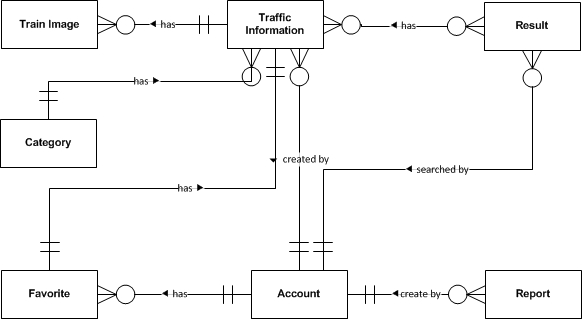 Train Image
has
Traffic
Information
has
Result
has
Category
created by
searched by
has
Favorite
has
Account
create by
Report